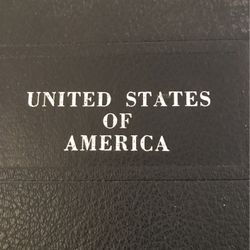 UNITED STATES
OF
AMERICA